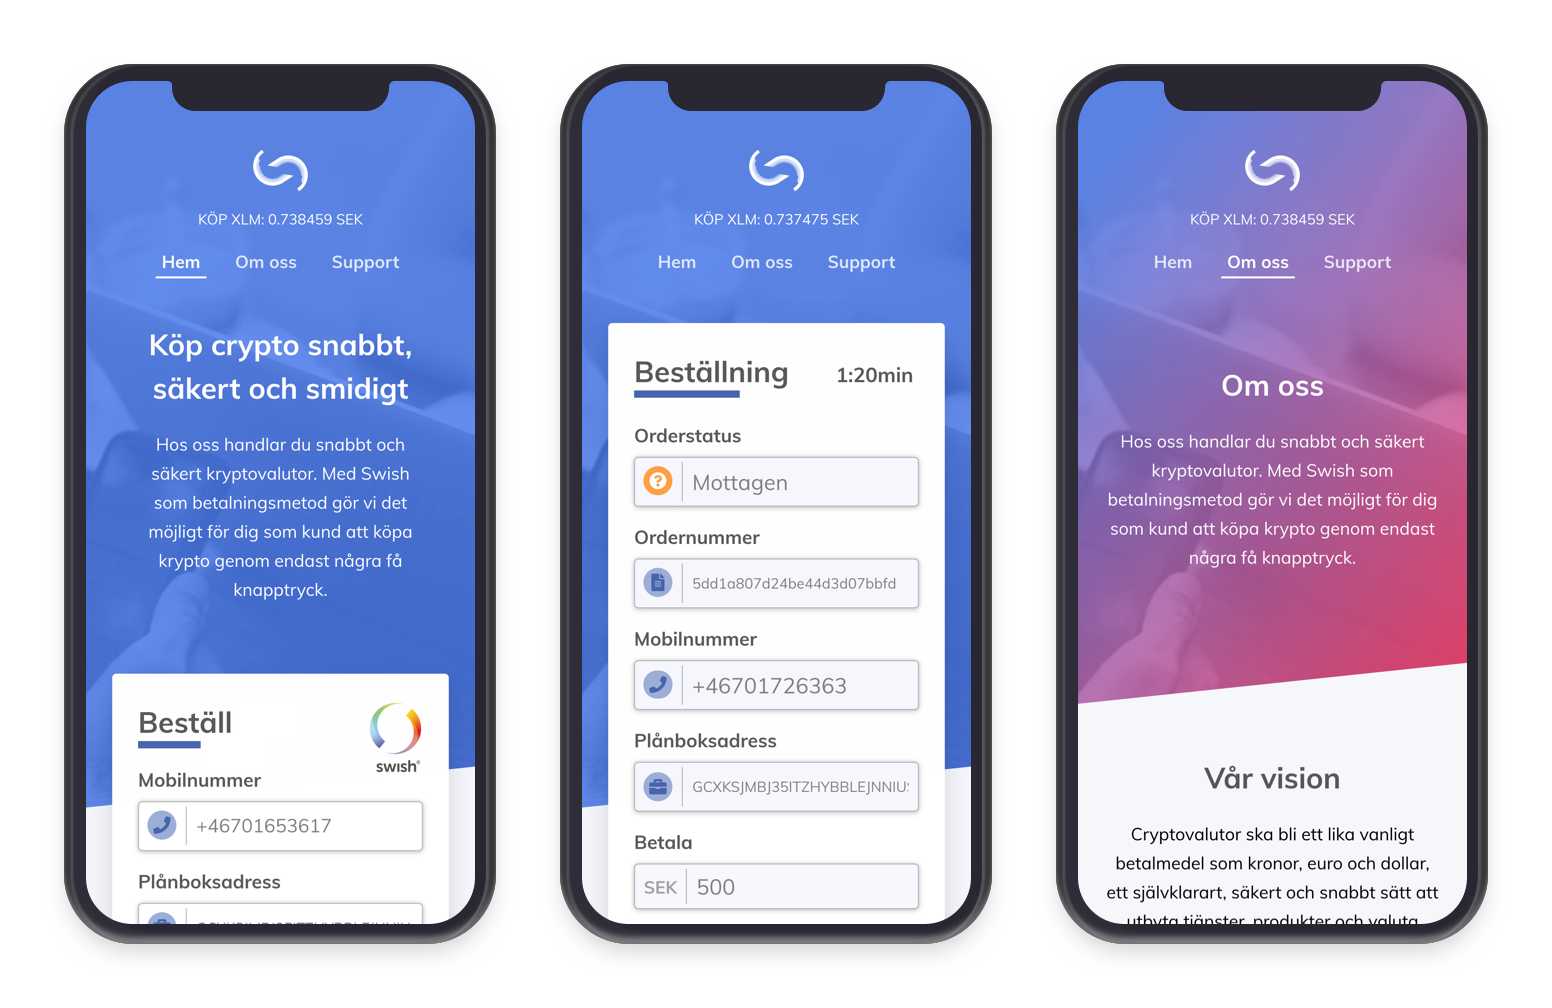 KÖP XLM: 0.738459 SEK
Hem Om oss Support
Köp crypto snabbt,
säkert och smidigt
Hos oss handlar du snabbt och
säkert kryptovalutor. Med Swish
som betalningsmetod gör vi det
möjligt för dig som kund att köpa
krypto genom endast några få
knapptryck.
Beställ
swish®
Mobilnummer
+46701653617
Plånboksadress
KÖP XLM: 0.737475 SEK
Hem Om oss Support
Beställning 1:20min
Orderstatus
Mottagen
Ordernummer
5dd1a807d24be44d3d07bbfd
Mobilnummer
+46701726363
Plånboksadress
GCXKSJMBJ35ITZHYBBLEJNNIU
Betala
SEK 500
KÖP XLM: 0.738459 SEK
Hem Om oss Support
Om oss
Hos oss handlar du snabbt och säkert
kryptovalutor. Med Swish som
betalningsmetod gör vi det möjligt för dig
som kund att köpa krypto genom endast
några få knapptryck.
Vår vision
Cryptovalutor ska bli ett lika vanligt
betalmedel som kronor, euro och dollar,
ett självklarart, säkert och snabbt sätt att
utbyta tjänster, produkter och valuta